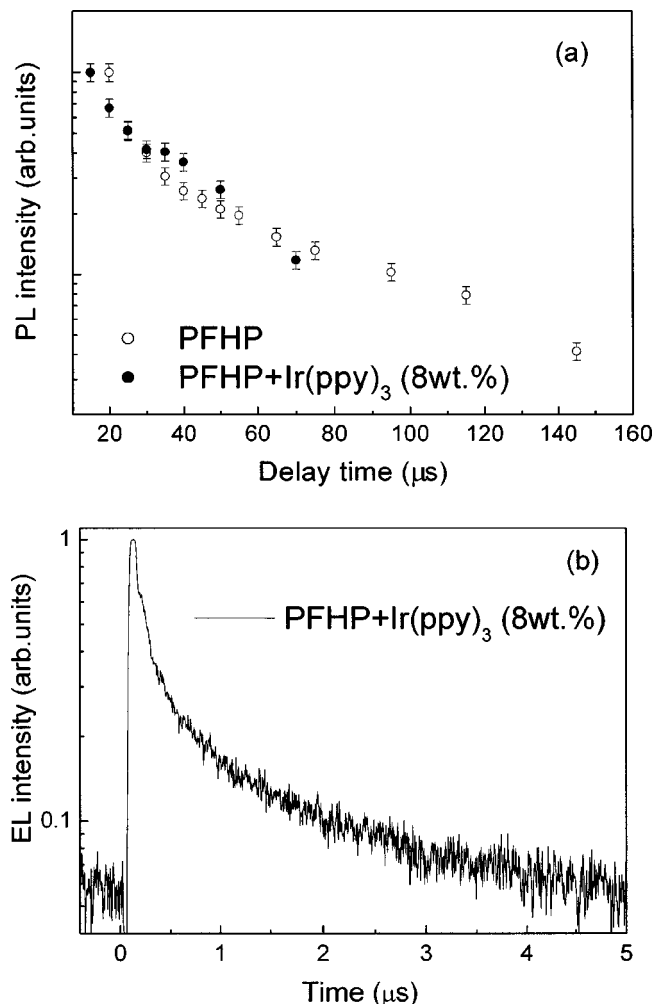 (a)
PL intensity (arb.units)
PFHP
PFHP+Ir(ppy)₃ (8wt.%)
20 40 60 80 100 120 140 160
Delay time (μs)
(b)
1
PFHP+Ir(ppy)₃ (8wt.%)
EL intensity (arb.units)
0.1
0 1 2 3 4 5
Time (μs)